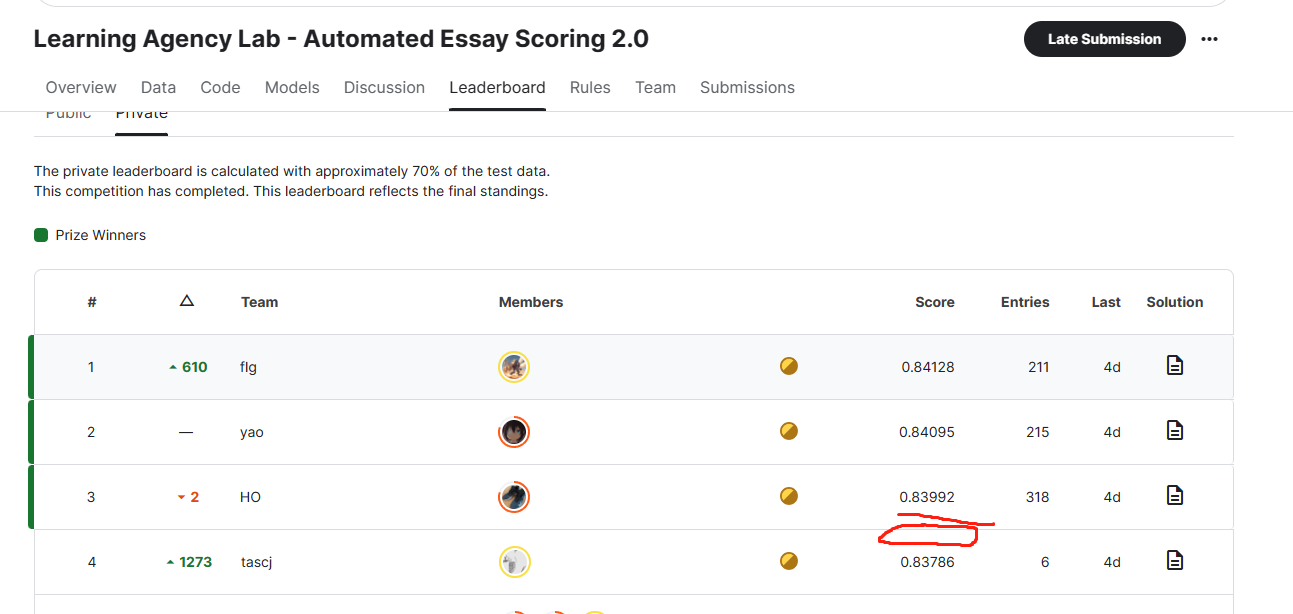 Learning Agency Lab - Automated Essay Scoring 2.0
Late Submission
Overview Data Code Models Discussion Leaderboard Rules Team Submissions
Public Private
The private leaderboard is calculated with approximately 70% of the test data.
This competition has completed. This leaderboard reflects the final standings.
Prize Winners
# △ Team Members Score Entries Last Solution
1 610 flg 0.84128 211 4d
2 — yao 0.84095 215 4d
3 2 HO 0.83992 318 4d
4 1273 tascj 0.83786 6 4d